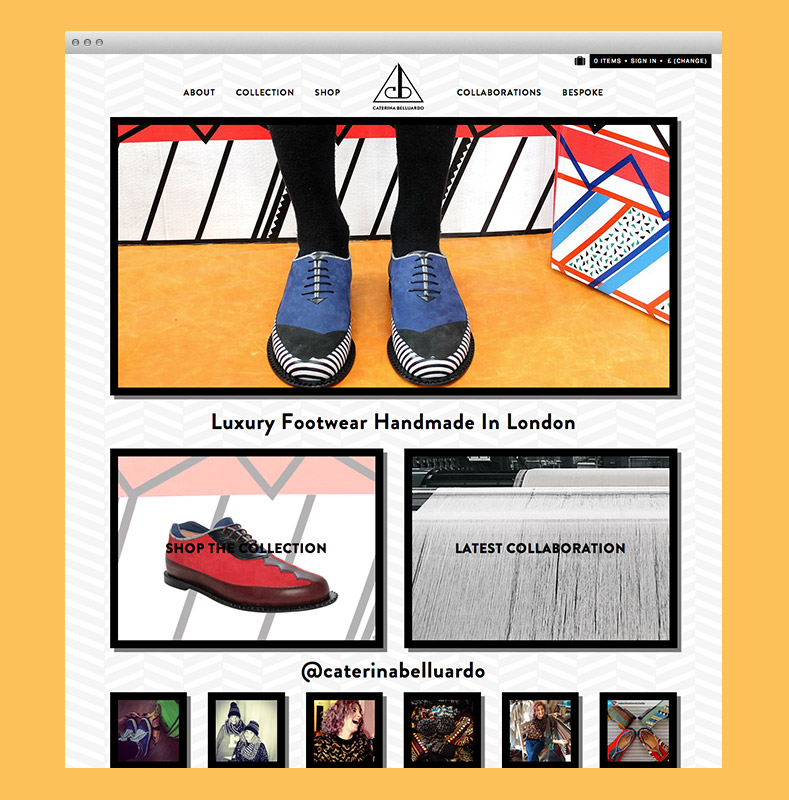 0 ITEMS • SIGN IN • £ (CHANGE)
ABOUT COLLECTION SHOP COLLABORATIONS BESPOKE
CATERINA BELLUARDO
Luxury Footwear Handmade In London
SHOP THE COLLECTION LATEST COLLABORATION
@caterinabelluardo